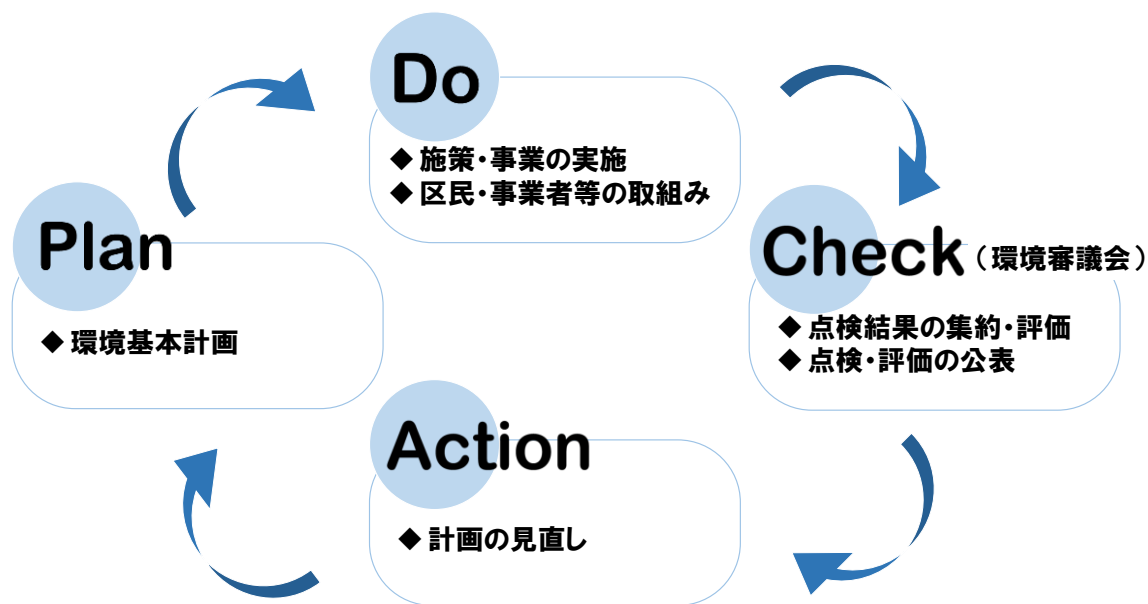 Do
◆ 施策・事業の実施
◆ 区民・事業者等の取組み
Plan
◆ 環境基本計画
Check（環境審議会）
◆ 点検結果の集約・評価
◆ 点検・評価の公表
Action
◆ 計画の見直し